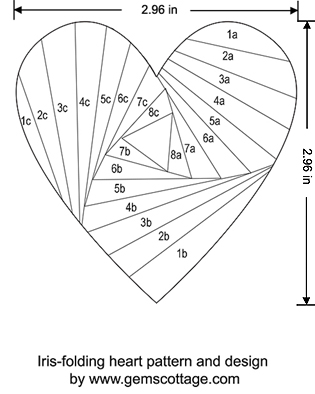 2.96 in
1a
2a
3a
4a
5a
6a
7a
8a
1c
2c
3c
4c
5c
6c
7c
8c
7b
6b
5b
4b
3b
2b
1b
2.96 in
Iris-folding heart pattern and design
by www.gemscottage.com